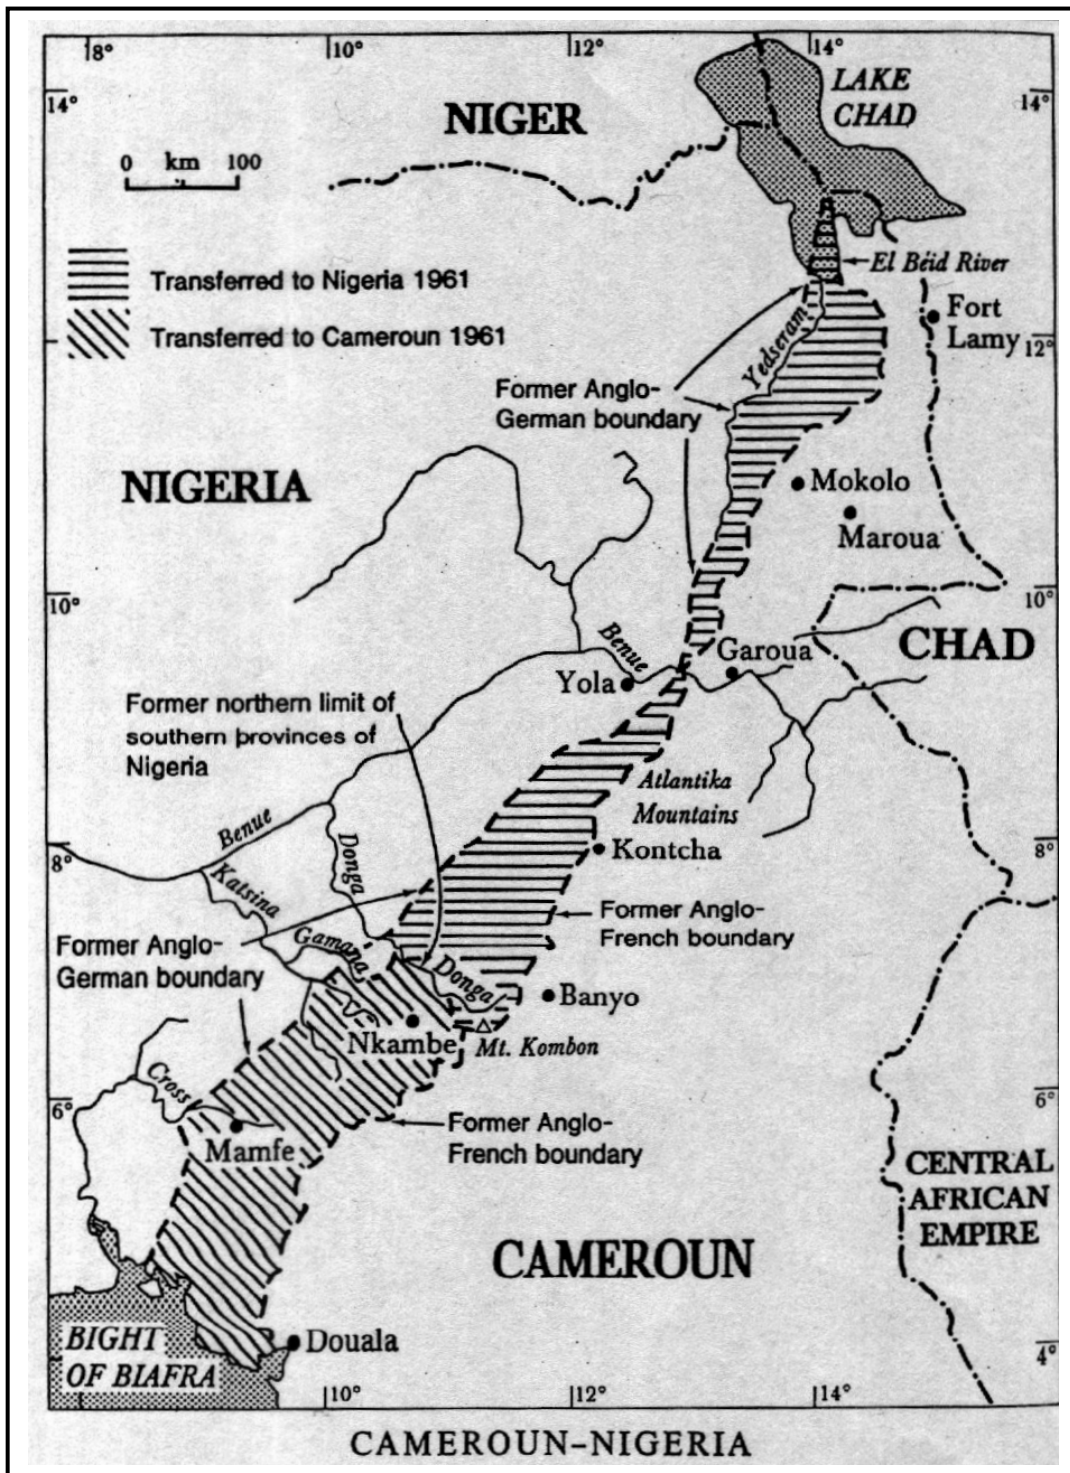 8°
10°
12°
14°
LAKE
CHAD
14°
14°
NIGER
0 km 100
El Béid River
Transferred to Nigeria 1961
Transferred to Cameroun 1961
Fort
Lamy
12°
Yedseram
Former Anglo-
German boundary
NIGERIA
Mokolo
Maroua
10°
10°
Benue
Garoua
CHAD
Yola
Former northern limit of
southern provinces of
Nigeria
Atlantika
Mountains
Benue
Donga
8°
Kontcha
8°
Katsina
Former Anglo-
French boundary
Former Anglo-
German boundary
Gamana
Donga
Banyo
Nkambe
Mt. Kombon
Cross
6°
6°
Mamfe
Former Anglo-
French boundary
CENTRAL
AFRICAN
EMPIRE
CAMEROUN
BIGHT
OF BIAFRA
Douala
4°
10°
12°
14°
CAMEROUN-NIGERIA